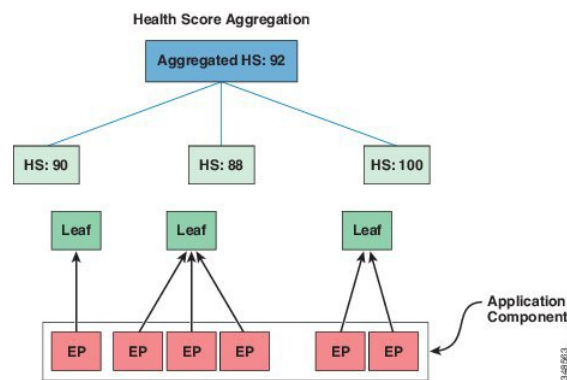 Health Score Aggregation
Aggregated HS: 92
HS: 90
HS: 88
HS: 100
Leaf
Leaf
Leaf
Application
Component
EP
EP
EP
EP
EP
EP
348563